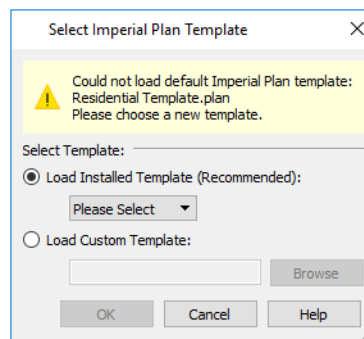 Select Imperial Plan Template
Could not load default Imperial Plan template:
Residential Template.plan
Please choose a new template.
Select Template:
Load Installed Template (Recommended):
Please Select
Load Custom Template:
Browse
OK Cancel Help